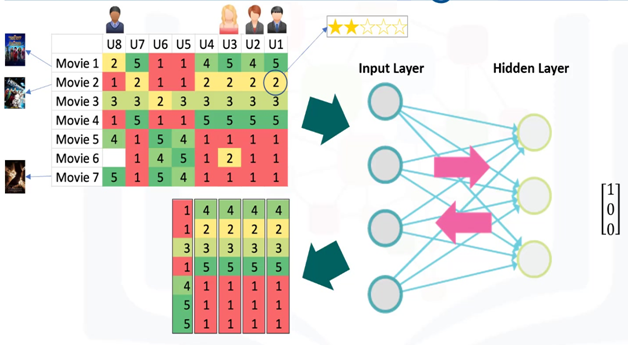 U8 U7 U6 U5 U4 U3 U2 U1
Movie 1 2 5 1 1 4 5 4 5
Movie 2 1 2 1 1 2 2 2 2
Movie 3 3 3 2 3 3 3 3 3
Movie 4 1 5 1 1 5 5 5 5
Movie 5 4 1 5 4 1 1 1 1
Movie 6 1 4 5 1 2 1 1
Movie 7 5 1 5 4 1 1 1 1
Input Layer Hidden Layer
1 4 4 4 4
1 2 2 2 2
3 3 3 3 3
1 5 5 5 5
4 1 1 1 1
5 1 1 1 1
5 1 1 1 1
1
0
0